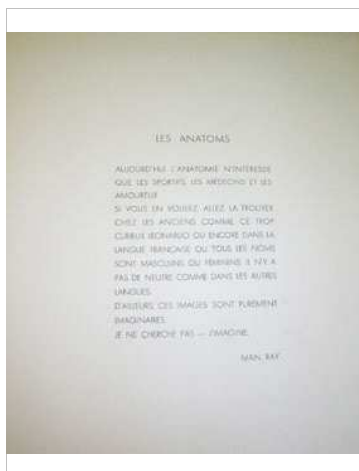 LES ANATOMS
AUJOURD'HUI L'ANATOMIE N'INTERESSE
QUE LES SPORTIFS, LES MEDECINS ET LES
AMOUREUX
SI VOUS EN VOULEZ, ALLEZ LA TROUVER
CHEZ LES ANCIENS COMME CE TROP
CURIEUX LEONARDO OU ENCORE DANS LA
LANGUE FRANÇAISE OU TOUS LES NOMS
SONT MASCULINS OU FEMININS IL N'Y A
PAS DE NEUTRE COMME DANS LES AUTRES
LANGUES.
D'AILLEURS CES IMAGES SONT PUREMENT
IMAGINAIRES.
JE NE CHERCHE PAS — J'IMAGINE.
MAN RAY